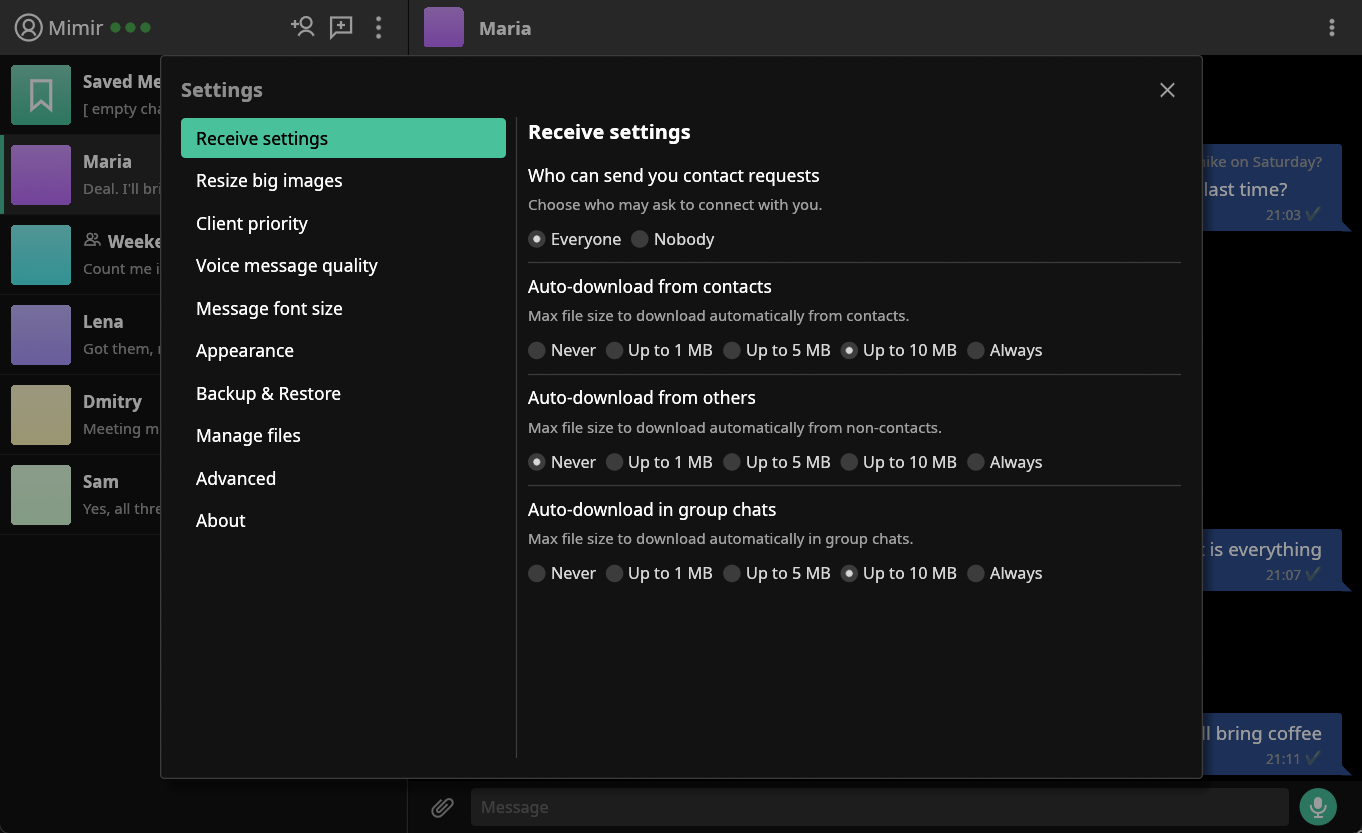 Mimir
Maria
Saved Me
[ empty cha
Maria
Deal. I'll bri
Weeke
Count me i
Lena
Got them,
Dmitry
Meeting m
Sam
Yes, all thre
Settings
Receive settings
Resize big images
Client priority
Voice message quality
Message font size
Appearance
Backup & Restore
Manage files
Advanced
About
Receive settings
Who can send you contact requests
Choose who may ask to connect with you.
Everyone Nobody
Auto-download from contacts
Max file size to download automatically from contacts.
Never Up to 1 MB Up to 5 MB Up to 10 MB Always
Auto-download from others
Max file size to download automatically from non-contacts.
Never Up to 1 MB Up to 5 MB Up to 10 MB Always
Auto-download in group chats
Max file size to download automatically in group chats.
Never Up to 1 MB Up to 5 MB Up to 10 MB Always
ike on Saturday?
last time?
21:03
is everything
21:07
ll bring coffee
21:11
Message